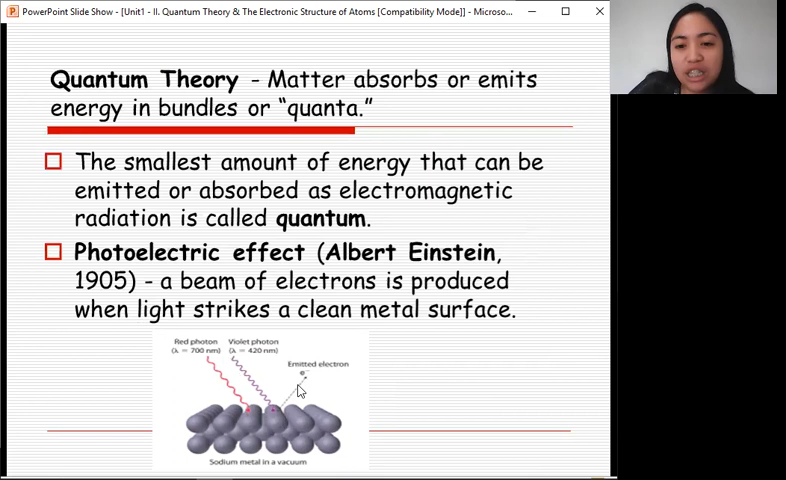 PowerPoint Slide Show - [Unit1 - II. Quantum Theory & The Electronic Structure of Atoms [Compatibility Mode]] - Microso...
Quantum Theory - Matter absorbs or emits
energy in bundles or “quanta.”
The smallest amount of energy that can be
emitted or absorbed as electromagnetic
radiation is called quantum.
Photoelectric effect (Albert Einstein,
1905) - a beam of electrons is produced
when light strikes a clean metal surface.
Red photon Violet photon
(λ = 700 nm) (λ = 420 nm)
Emitted electron
e-
Sodium metal in a vacuum